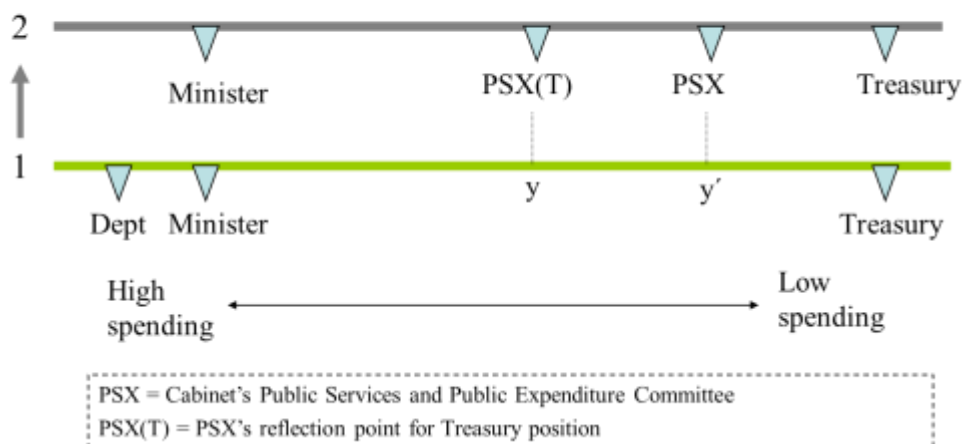 2
Minister PSX(T) PSX Treasury
1
y y´
Dept Minister Treasury
High spending
Low spending
PSX = Cabinet's Public Services and Public Expenditure Committee
PSX(T) = PSX's reflection point for Treasury position